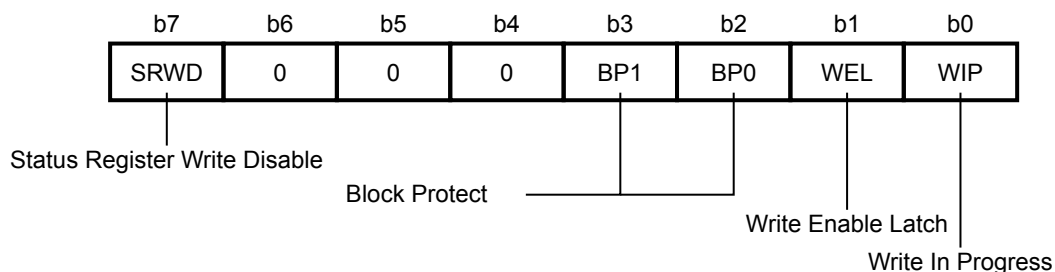 b7 b6 b5 b4 b3 b2 b1 b0
SRWD 0 0 0 BP1 BP0 WEL WIP
Status Register Write Disable
Block Protect
Write Enable Latch
Write In Progress